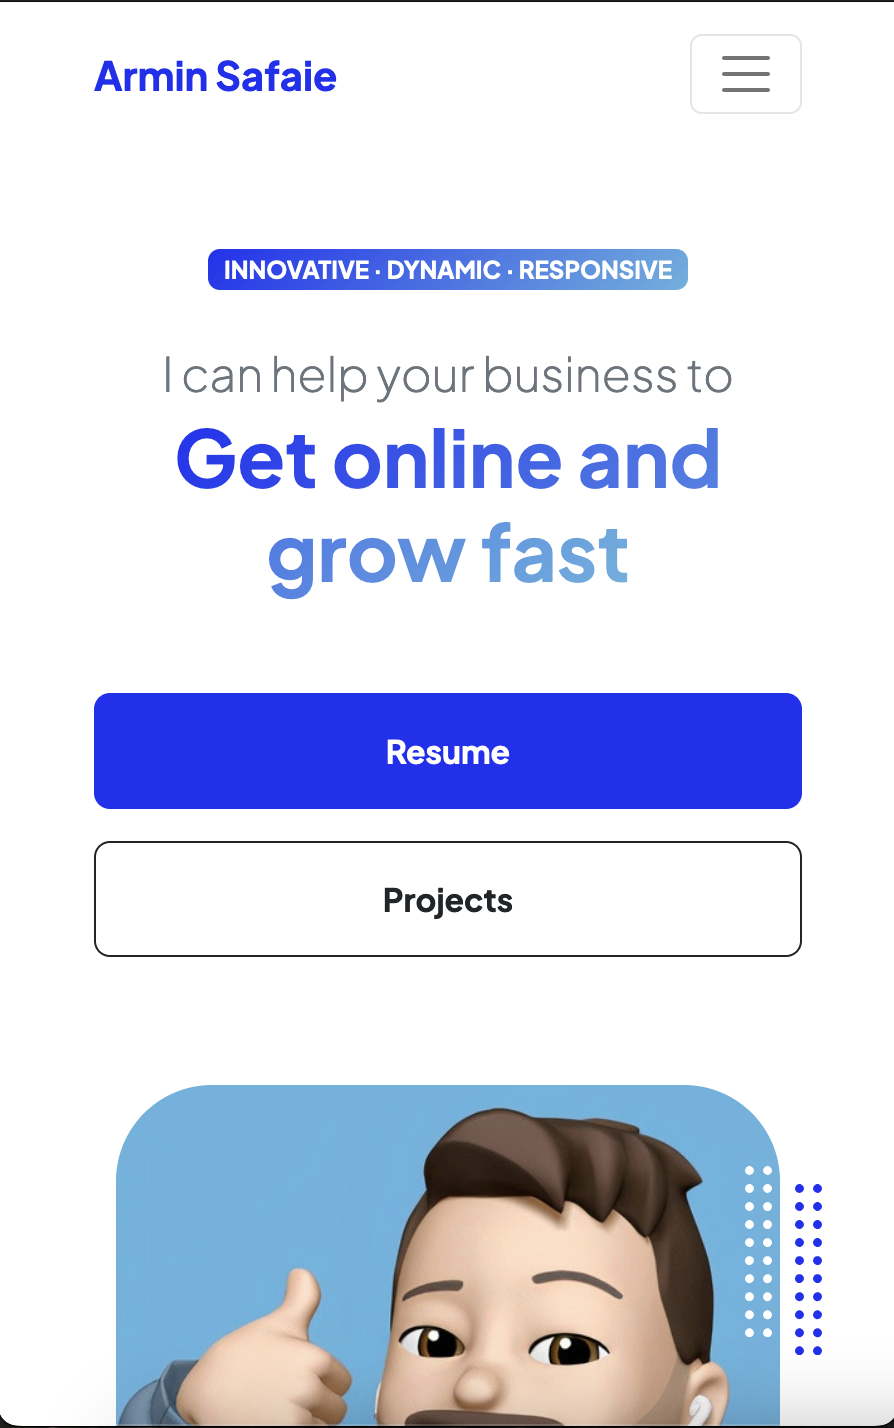 Armin Safaie
INNOVATIVE · DYNAMIC · RESPONSIVE
I can help your business to
Get online and
grow fast
Resume
Projects